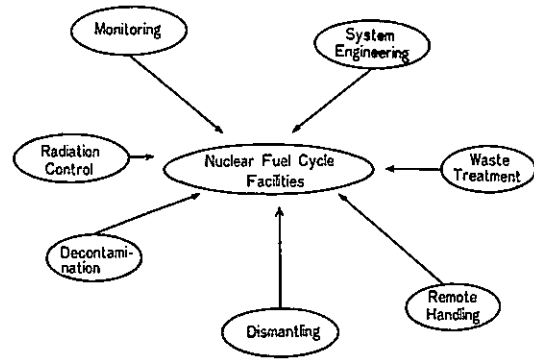 Monitoring
System
Engineering
Radiation
Control
Nuclear Fuel Cycle
Facilities
Waste
Treatment
Decontami-
nation
Remote
Handling
Dismantling